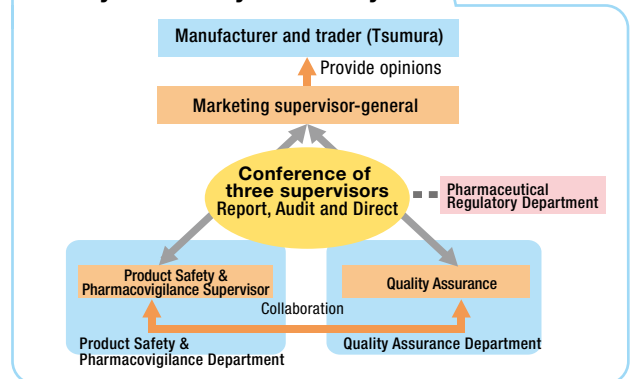 Manufacturer and trader (Tsumura)
Provide opinions
Marketing supervisor-general
Conference of
three supervisors
Report, Audit and Direct
Pharmaceutical
Regulatory Department
Product Safety &
Pharmacovigilance Supervisor
Quality Assurance
Collaboration
Product Safety &
Pharmacovigilance Department
Quality Assurance Department